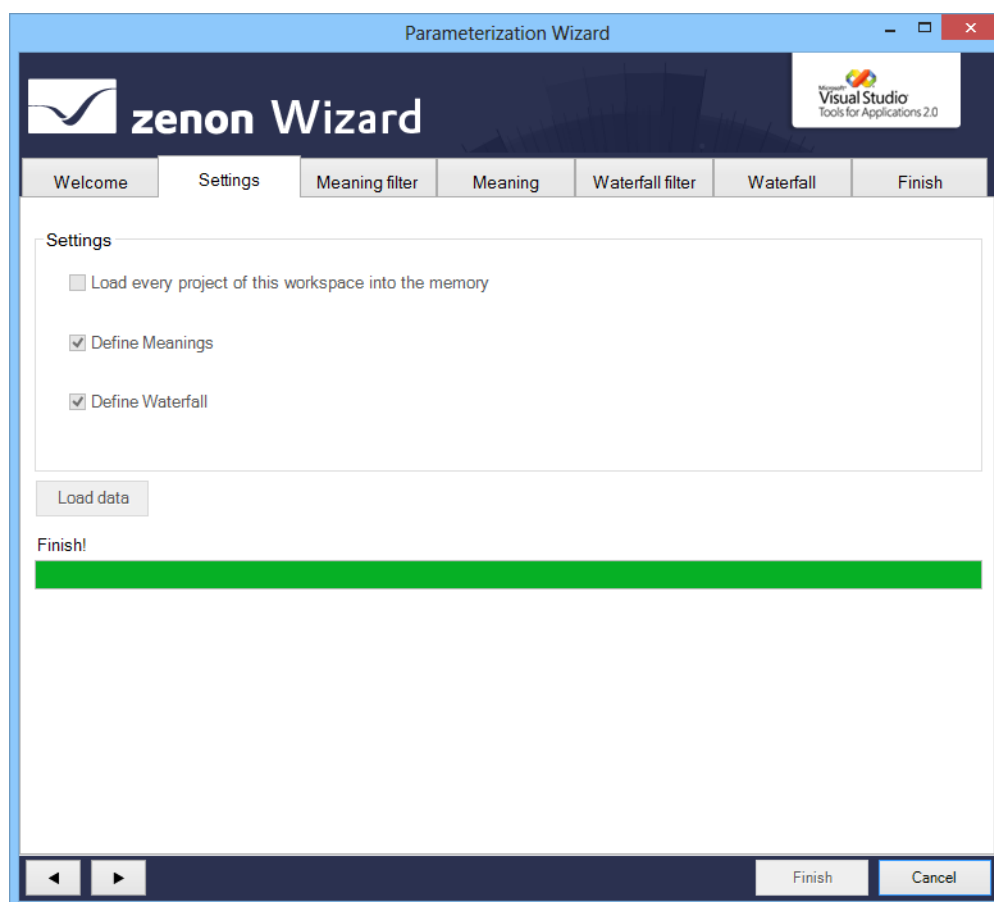 Parameterization Wizard
zenon Wizard
Microsoft
Visual Studio
Tools for Applications 2.0
Welcome Settings Meaning filter Meaning Waterfall filter Waterfall Finish
Settings
Load every project of this workspace into the memory
Define Meanings
Define Waterfall
Load data
Finish!
Finish Cancel